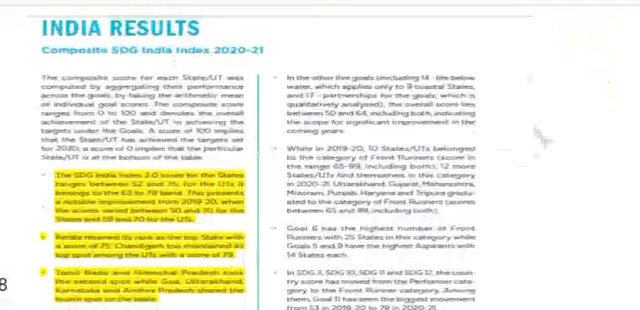 INDIA RESULTS
Composite SDG India Index 2020-21
The composite score for each State/UT was
computed by aggregating their performance
across the goals, by taking the arithmetic mean
of individual goal scores. The composite score
ranges from 0 to 100 and denotes the overall
achievement of the State/UT in achieving the
targets under the Goals. A score of 100 implies
that the State/UT has achieved the targets set
for 2030; a score of 0 implies that the particular
State/UT is at the bottom of the table.
The SDG India Index 3.0 score for the States
ranges between 52 and 75; for the UTs it
belongs to the 62 to 79 band. This presents
a notable improvement from 2019-20, when
the scores varied between 50 and 70 for the
States and 59 and 70 for the UTs.
Kerala retained its rank as the top State with
a score of 75. Chandigarh too maintained its
top spot among the UTs with a score of 79.
Tamil Nadu and Himachal Pradesh took
the second spot while Goa, Uttarakhand,
Karnataka and Andhra Pradesh shared the
fourth spot on the table.
8
In the other five goals (including 14 - life below
water, which applies only to 9 coastal States,
and 17 - partnerships for the goals, which is
qualitatively analysed), the overall score lies
between 50 and 64, including both, indicating
the scope for significant improvement in the
coming years.
While in 2019-20, 10 States/UTs belonged
to the category of Front Runners (score in
the range 65-99, including both), 12 more
States/UTs find themselves in this category
in 2020-21. Uttarakhand, Gujarat, Maharashtra,
Mizoram, Punjab, Haryana and Tripura gradu-
ated to the category of Front Runners (scores
between 65 and 99, including both).
Goal 6 has the highest number of Front
Runners with 25 States in this category while
Goals 5 and 9 have the highest Aspirants with
14 States each.
In SDG 8, SDG 10, SDG 11 and SDG 12, the coun-
try score has moved from the Performer cate-
gory to the Front Runner category. Among
them, Goal 11 has seen the biggest movement
from 53 in 2019-20 to 79 in 2020-21.